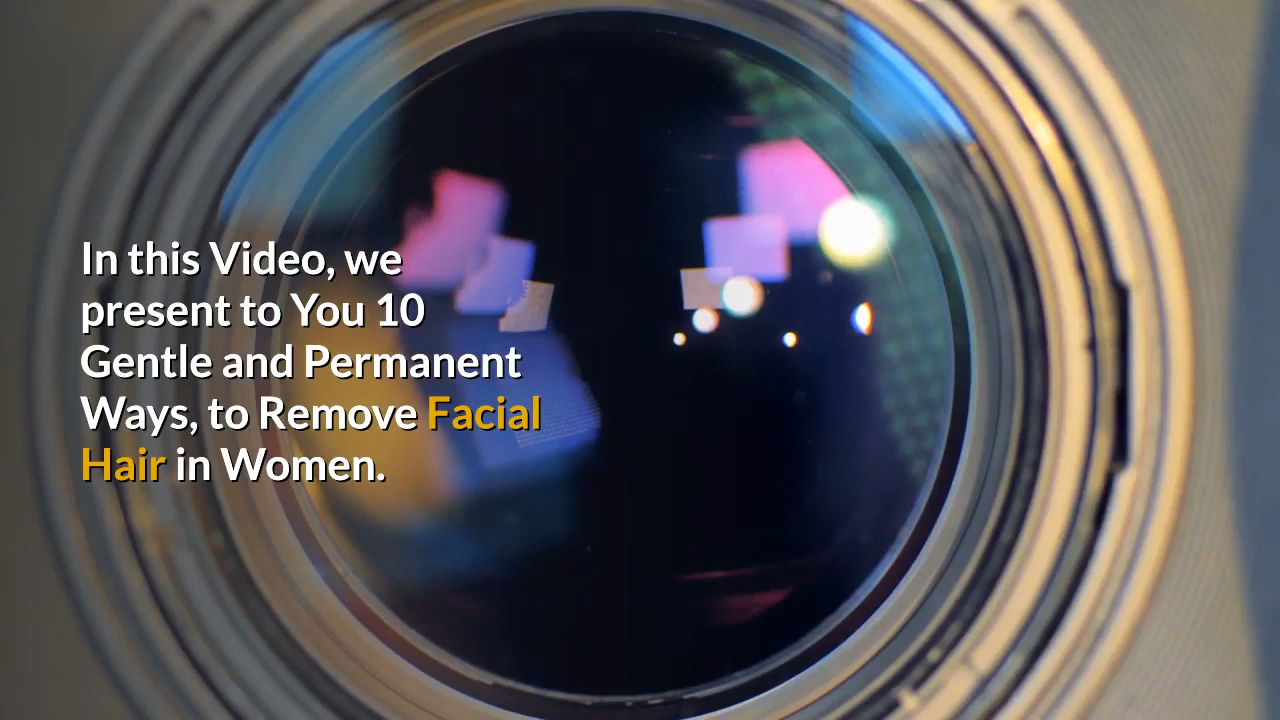 In this Video, we
present to You 10
Gentle and Permanent
Ways, to Remove Facial
Hair in Women.